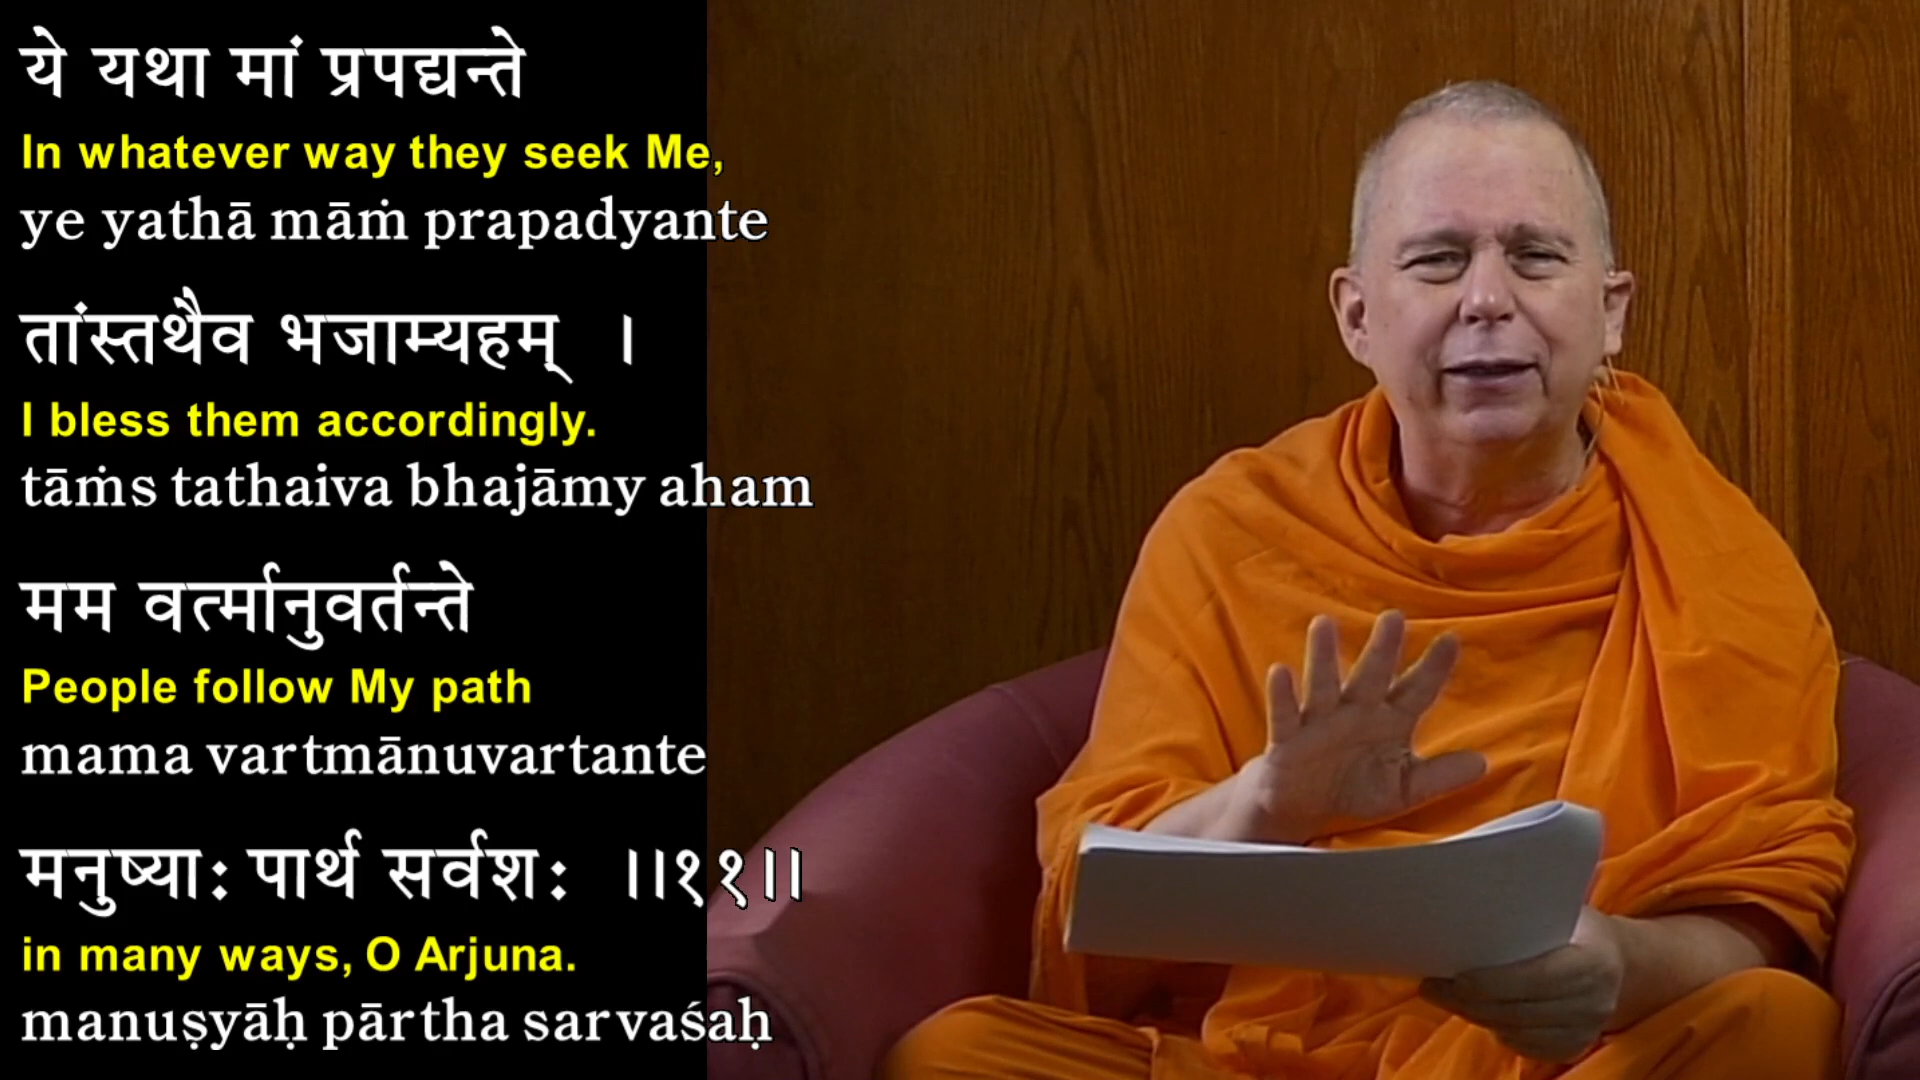 ये यथा मां प्रपद्यन्ते
In whatever way they seek Me,
ye yathā māṁ prapadyante
तांस्तथैव भजाम्यहम् ।
I bless them accordingly.
tāṁs tathaiva bhajāmy aham
मम वर्त्मानुवर्तन्ते
People follow My path
mama vartmānuvartante
मनुष्याः पार्थ सर्वशः ।।११।।
in many ways, O Arjuna.
manuṣyāḥ pārtha sarvaśaḥ